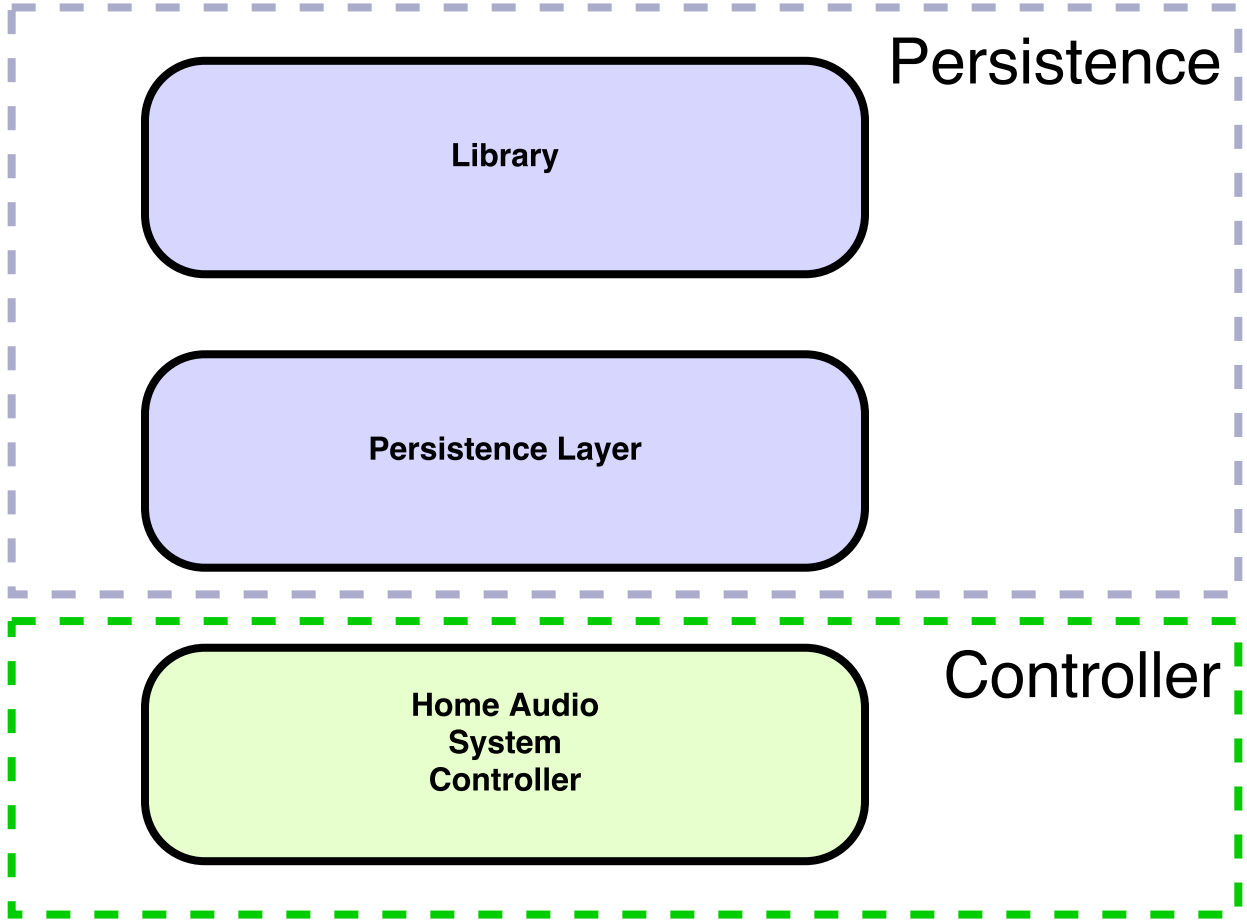 Persistence
Library
Persistence Layer
Controller
Home Audio
System
Controller